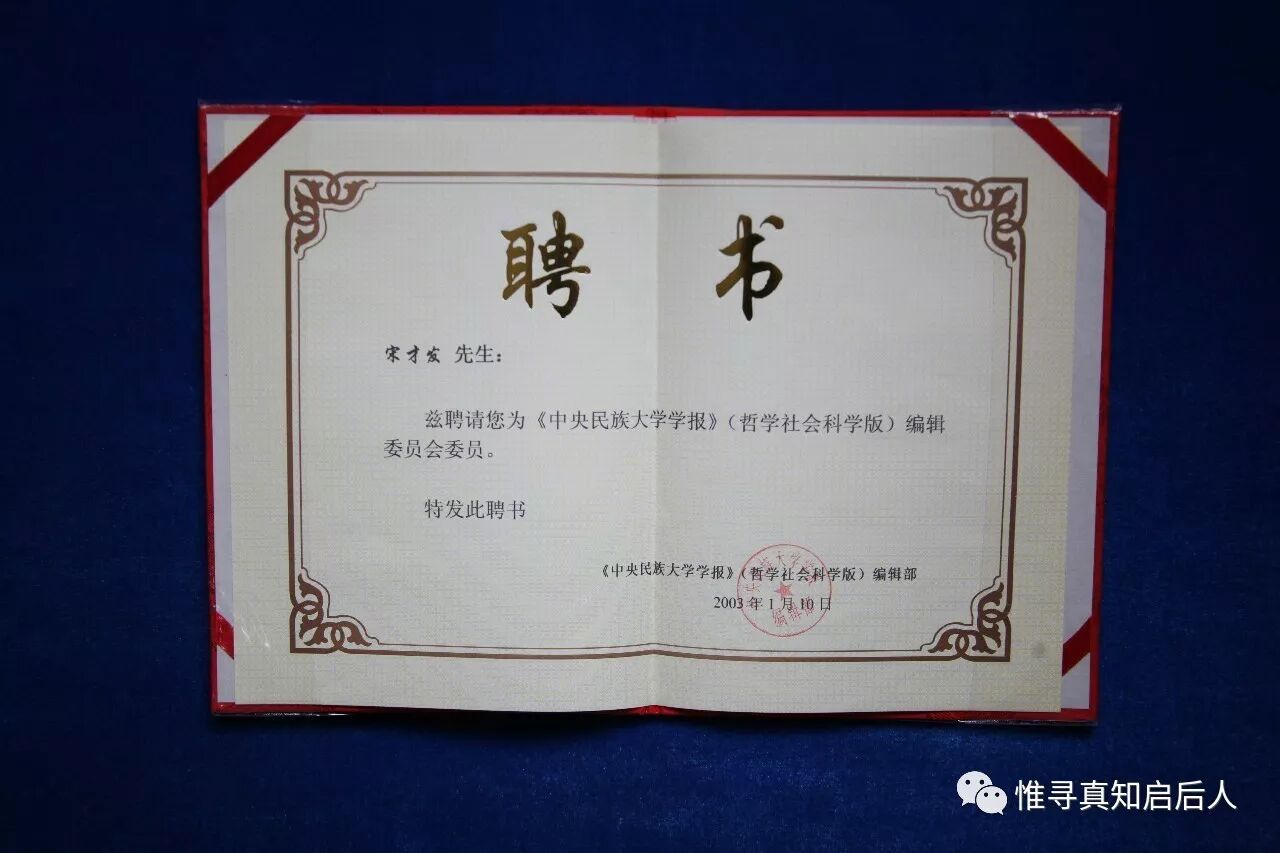 聘 书
宋才发 先生：
兹聘请您为《中央民族大学学报》（哲学社会科学版）编辑
委员会委员。
特发此聘书
《中央民族大学学报》（哲学社会科学版）编辑部
2003年1月10日
惟寻真知启后人